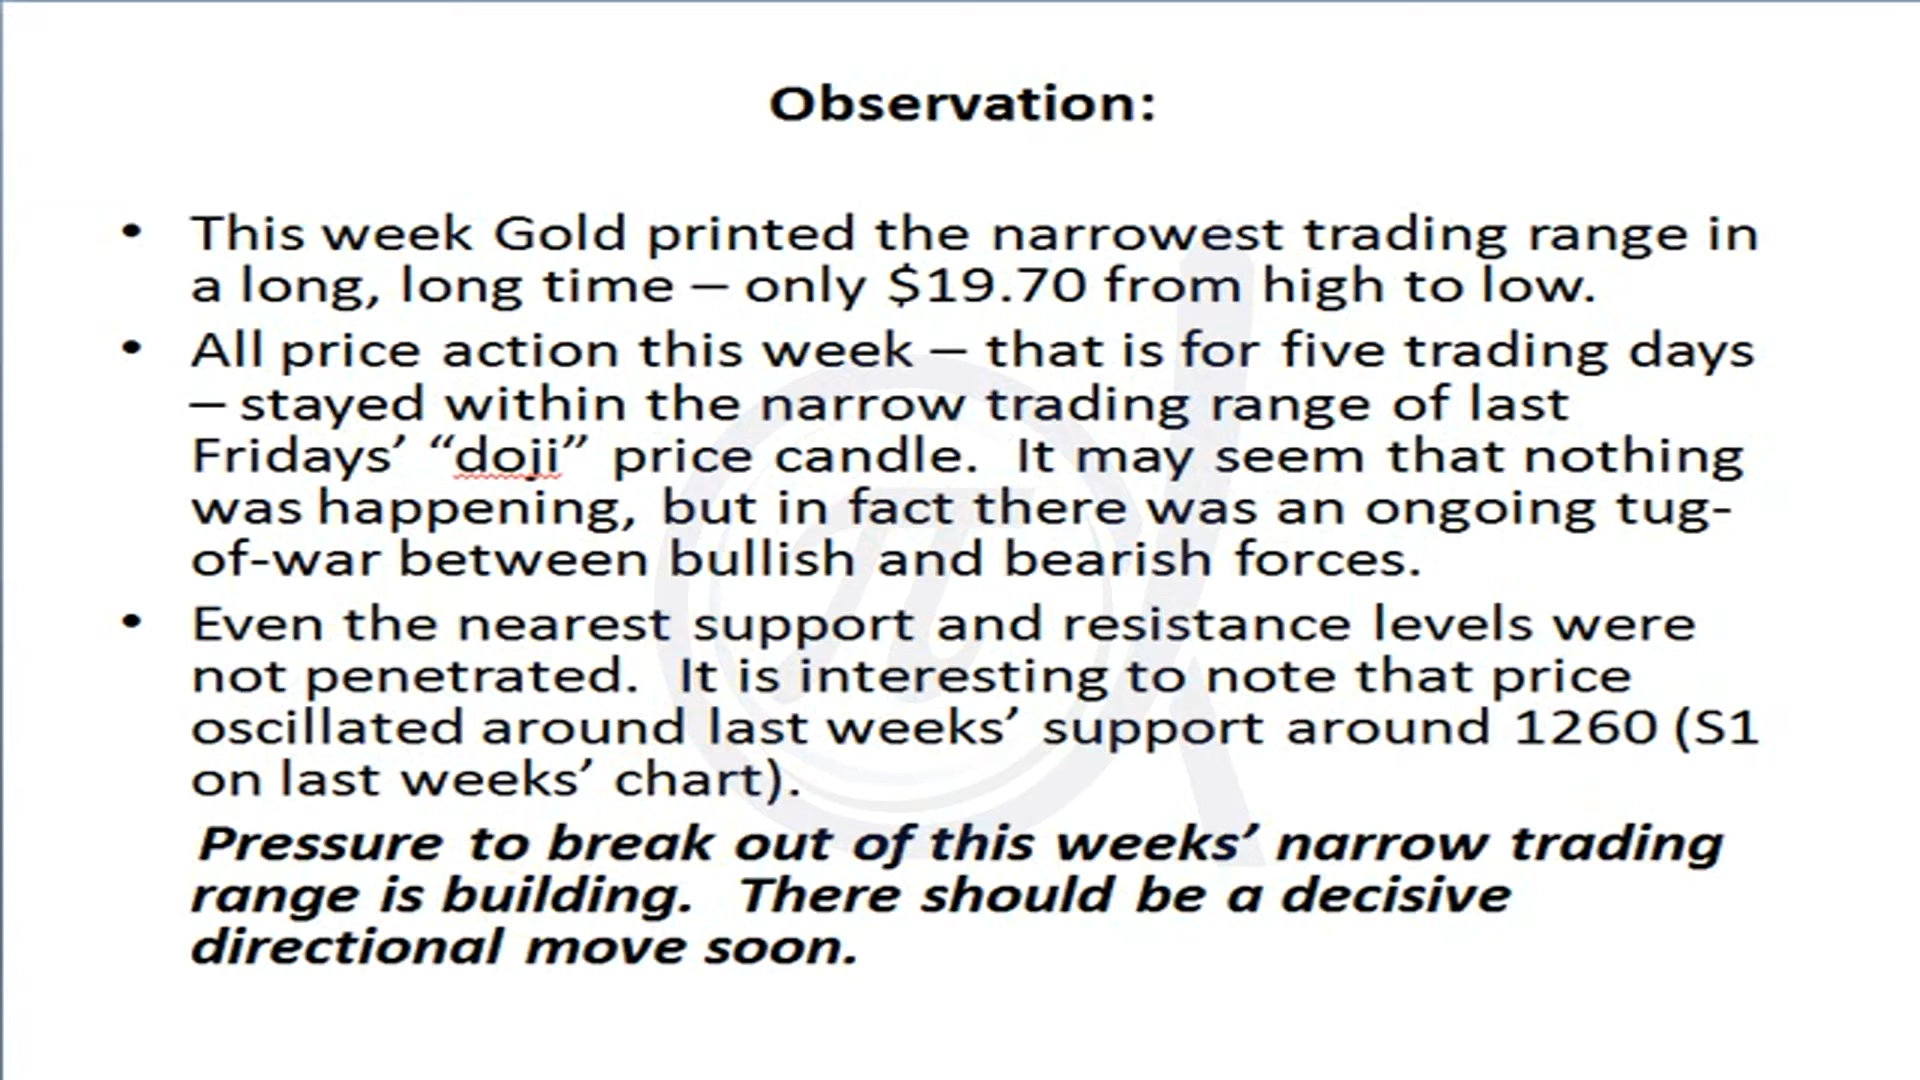 Observation:
• This week Gold printed the narrowest trading range in
a long, long time – only $19.70 from high to low.
• All price action this week – that is for five trading days
– stayed within the narrow trading range of last
Fridays’ “doji” price candle.  It may seem that nothing
was happening, but in fact there was an ongoing tug-
of-war between bullish and bearish forces.
• Even the nearest support and resistance levels were
not penetrated.  It is interesting to note that price
oscillated around last weeks’ support around 1260 (S1
on last weeks’ chart).
Pressure to break out of this weeks’ narrow trading
range is building.  There should be a decisive
directional move soon.